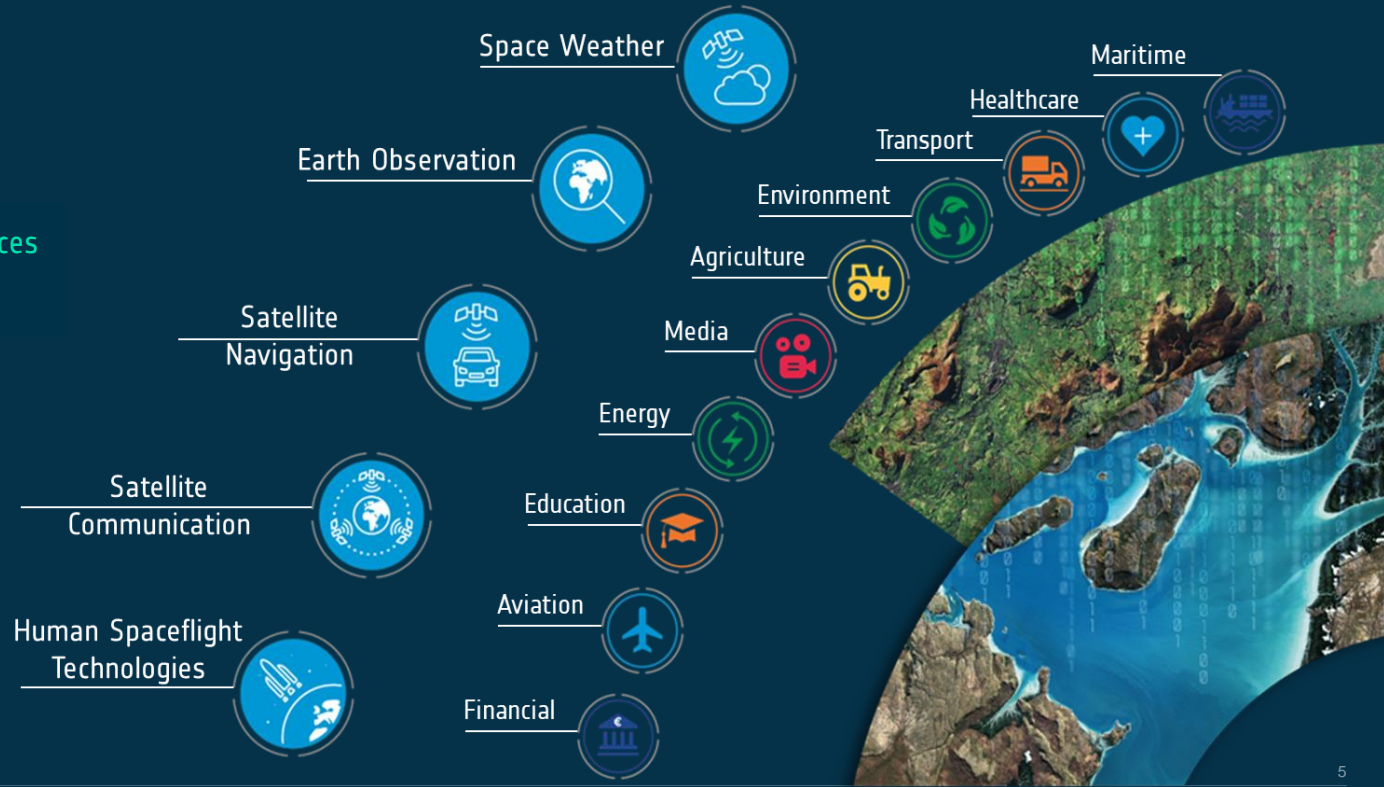 Space Weather
Maritime
Healthcare
Transport
Earth Observation
Environment
ces
Agriculture
Satellite
Navigation
Media
Energy
Satellite
Communication
Education
Aviation
Human Spaceflight
Technologies
Financial
5